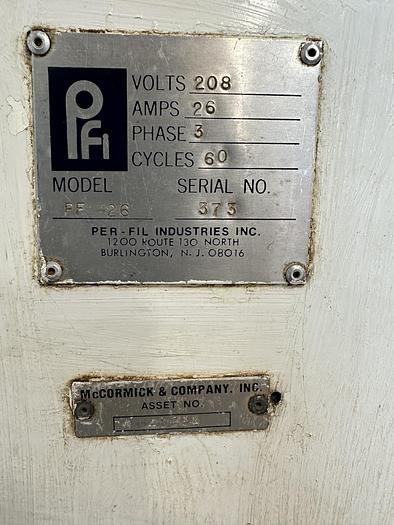 PFI
VOLTS 208
AMPS 26
PHASE 3
CYCLES 60
MODEL SERIAL NO.
PF-26 373
PER-FIL INDUSTRIES INC.
1200 ROUTE 130 NORTH
BURLINGTON, N. J. 08016
McCORMICK & COMPANY, INC.
ASSET NO.